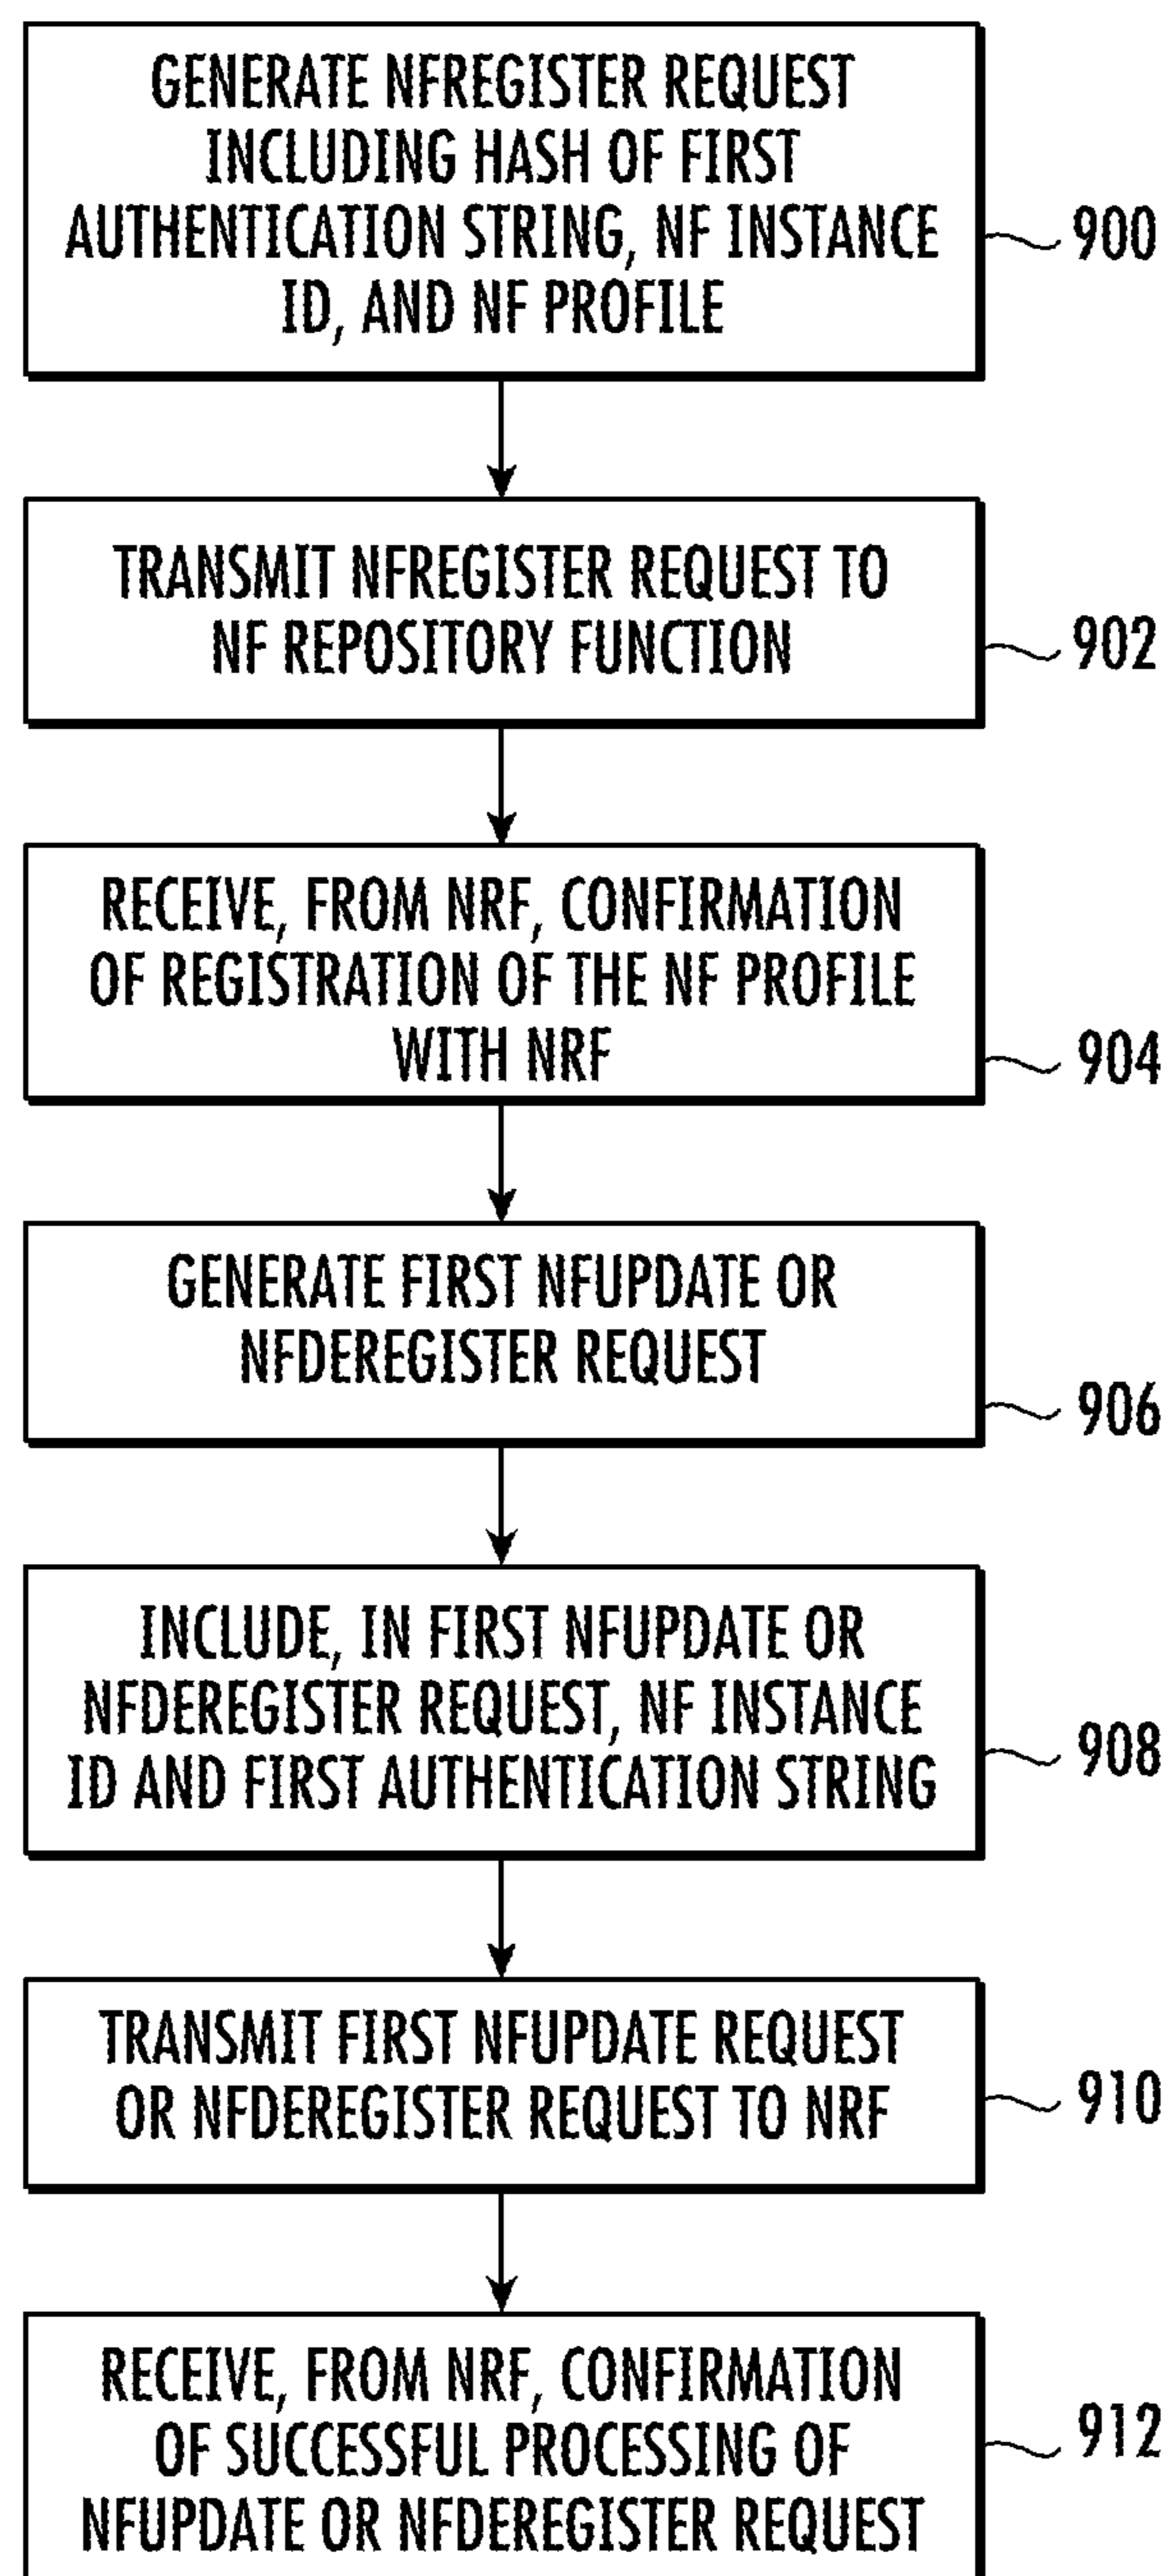 GENERATE NFREGISTER REQUEST
INCLUDING HASH OF FIRST
AUTHENTICATION STRING, NF INSTANCE
ID, AND NF PROFILE
900
TRANSMIT NFREGISTER REQUEST TO
NF REPOSITORY FUNCTION
902
RECEIVE, FROM NRF, CONFIRMATION
OF REGISTRATION OF THE NF PROFILE
WITH NRF
904
GENERATE FIRST NFUPDATE OR
NFDEREGISTER REQUEST
906
INCLUDE, IN FIRST NFUPDATE OR
NFDEREGISTER REQUEST, NF INSTANCE
ID AND FIRST AUTHENTICATION STRING
908
TRANSMIT FIRST NFUPDATE REQUEST
OR NFDEREGISTER REQUEST TO NRF
910
RECEIVE, FROM NRF, CONFIRMATION
OF SUCCESSFUL PROCESSING OF
NFUPDATE OR NFDEREGISTER REQUEST
912